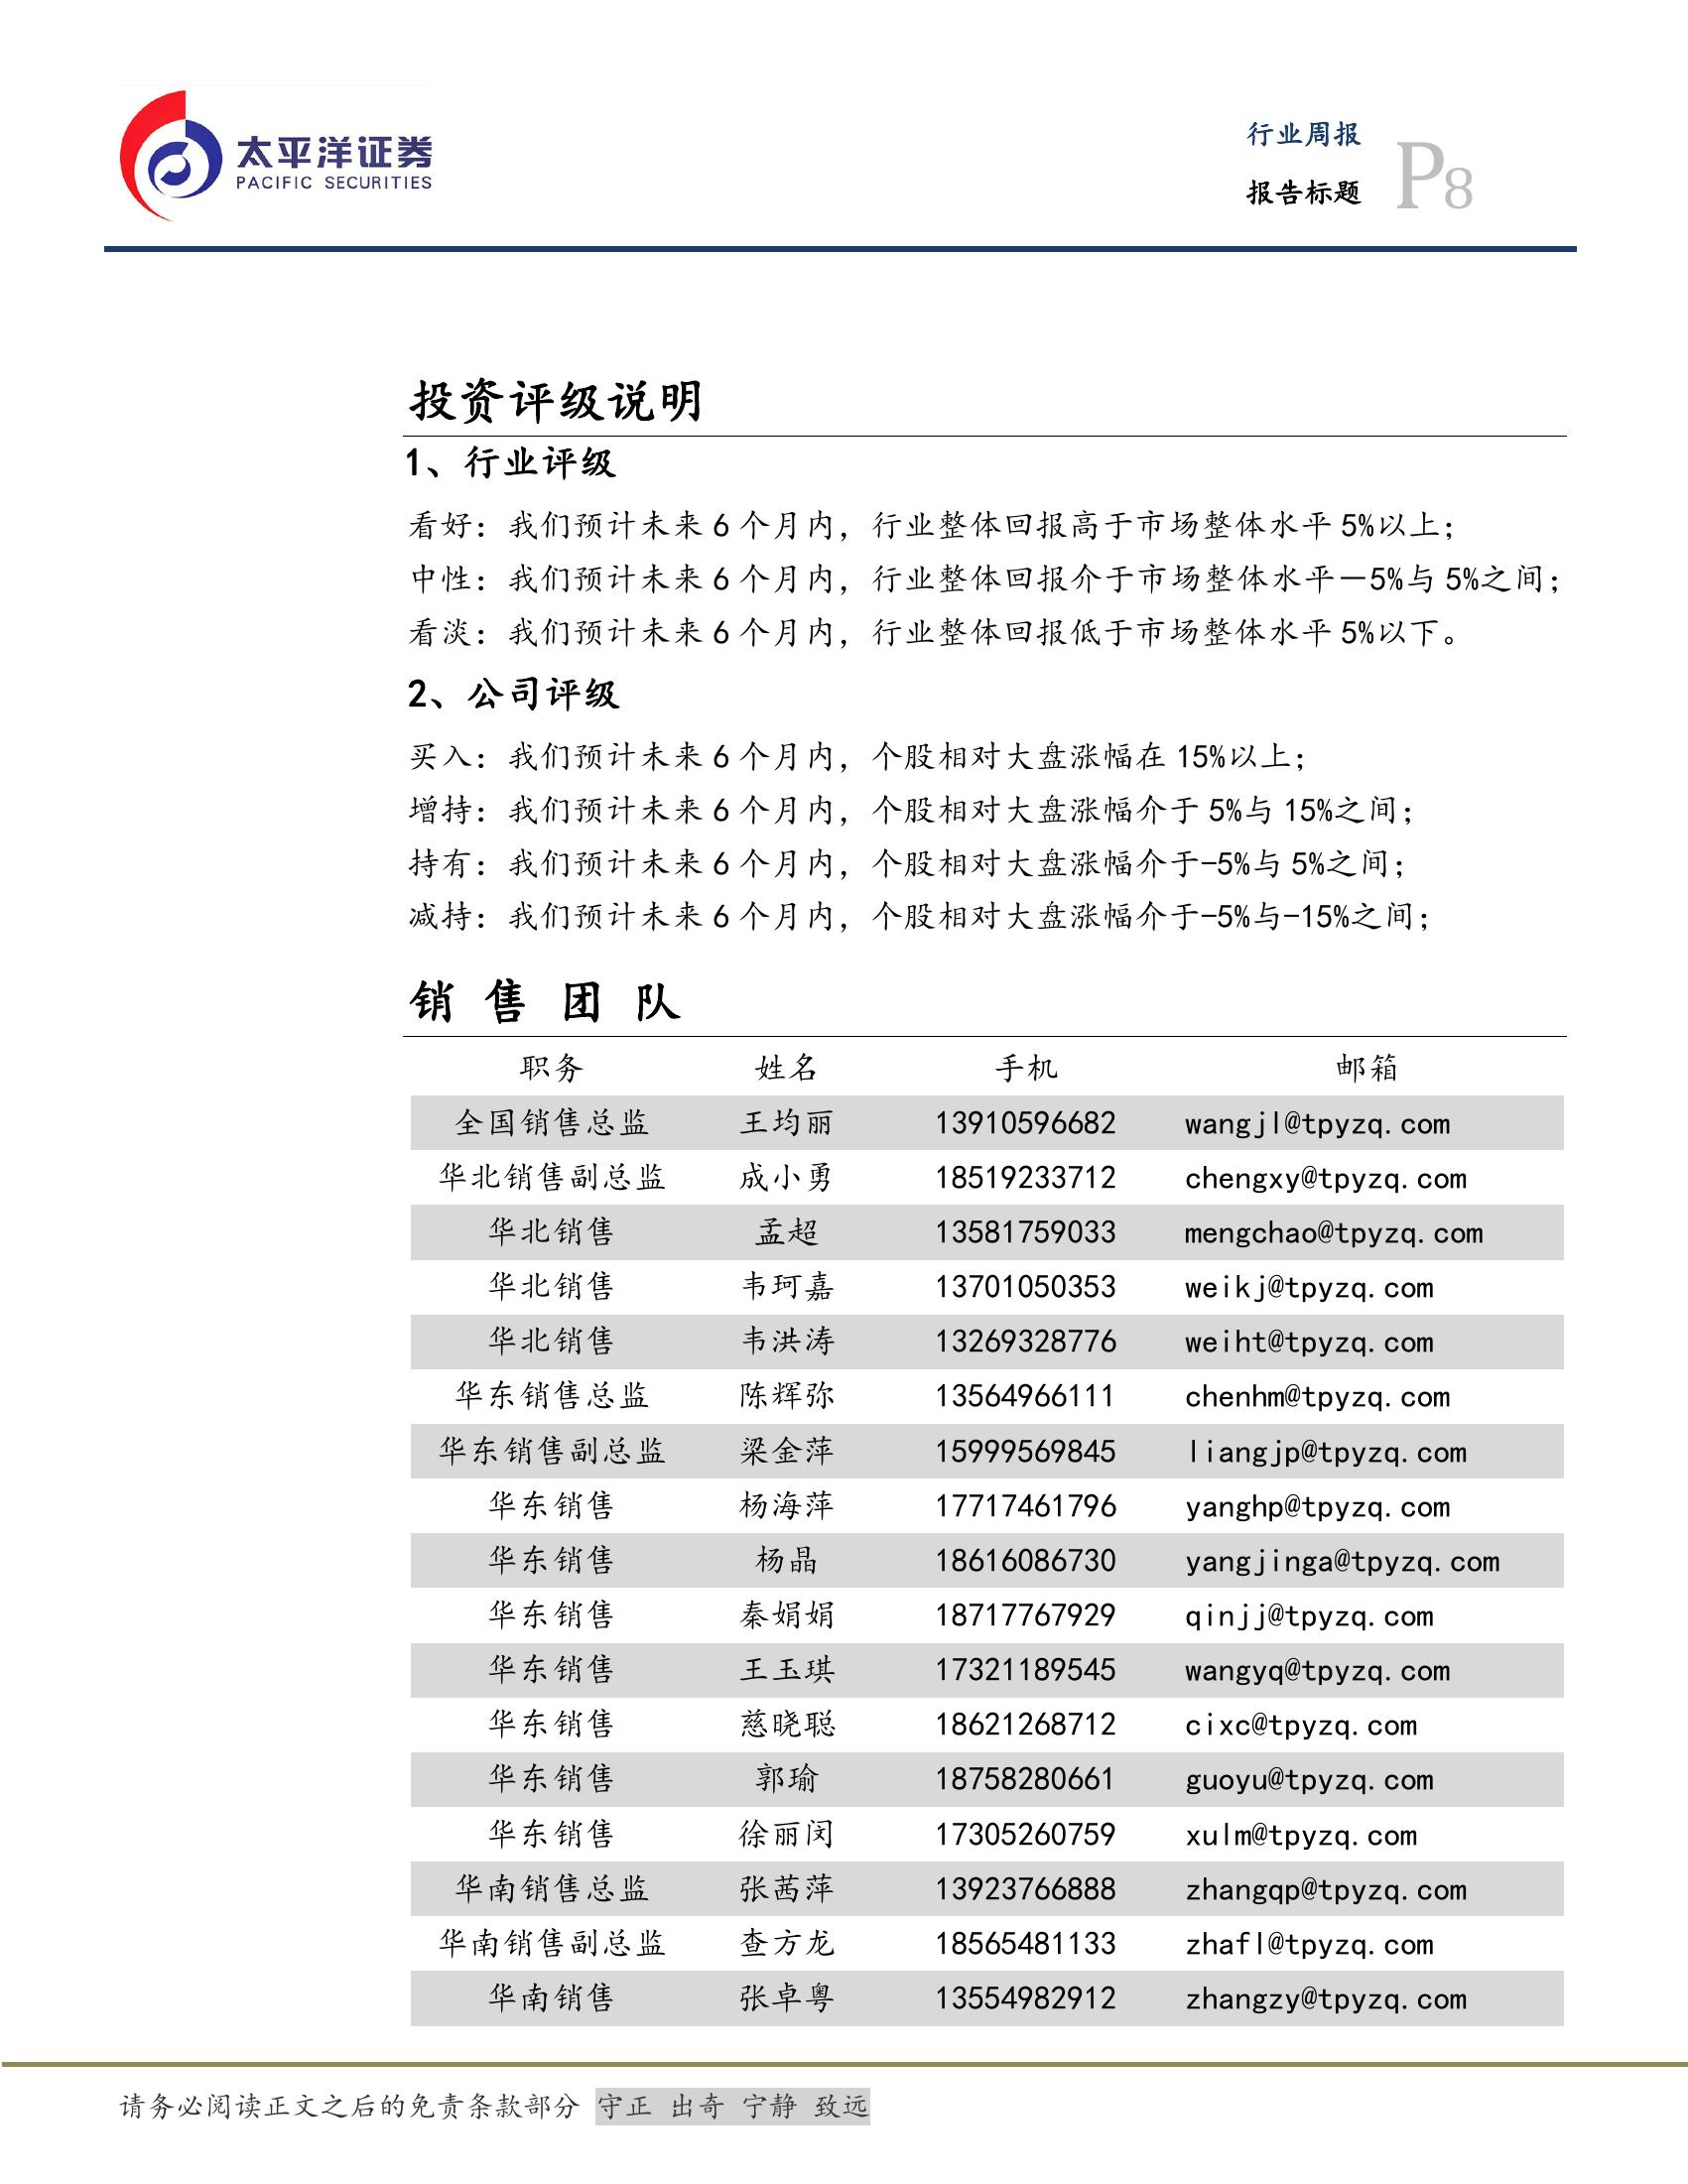 太平洋证券
PACIFIC SECURITIES
行业周报
报告标题
P8
投资评级说明
1、行业评级
看好：我们预计未来 6 个月内，行业整体回报高于市场整体水平 5%以上；
中性：我们预计未来 6 个月内，行业整体回报介于市场整体水平－5%与 5%之间；
看淡：我们预计未来 6 个月内，行业整体回报低于市场整体水平 5%以下。
2、公司评级
买入：我们预计未来 6 个月内，个股相对大盘涨幅在 15%以上；
增持：我们预计未来 6 个月内，个股相对大盘涨幅介于 5%与 15%之间；
持有：我们预计未来 6 个月内，个股相对大盘涨幅介于-5%与 5%之间；
减持：我们预计未来 6 个月内，个股相对大盘涨幅介于-5%与-15%之间；
销 售 团 队
职务 姓名 手机 邮箱
全国销售总监 王均丽 13910596682 wangjl@tpyzq.com
华北销售副总监 成小勇 18519233712 chengxy@tpyzq.com
华北销售 孟超 13581759033 mengchao@tpyzq.com
华北销售 韦珂嘉 13701050353 weikj@tpyzq.com
华北销售 韦洪涛 13269328776 weiht@tpyzq.com
华东销售总监 陈辉弥 13564966111 chenhm@tpyzq.com
华东销售副总监 梁金萍 15999569845 liangjp@tpyzq.com
华东销售 杨海萍 17717461796 yanghp@tpyzq.com
华东销售 杨晶 18616086730 yangjinga@tpyzq.com
华东销售 秦娟娟 18717767929 qinjj@tpyzq.com
华东销售 王玉琪 17321189545 wangyq@tpyzq.com
华东销售 慈晓聪 18621268712 cixc@tpyzq.com
华东销售 郭瑜 18758280661 guoyu@tpyzq.com
华东销售 徐丽闵 17305260759 xulm@tpyzq.com
华南销售总监 张茜萍 13923766888 zhangqp@tpyzq.com
华南销售副总监 查方龙 18565481133 zhafl@tpyzq.com
华南销售 张卓粤 13554982912 zhangzy@tpyzq.com
请务必阅读正文之后的免责条款部分 守正 出奇 宁静 致远